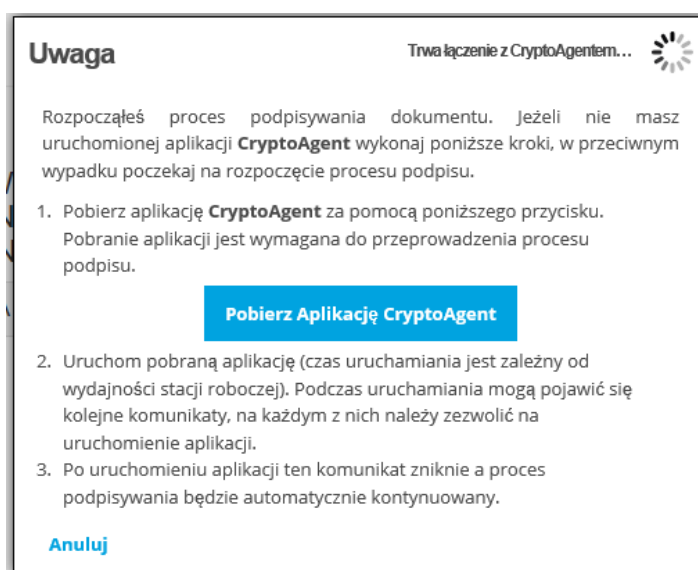 Uwaga
Trwa łączenie z CryptoAgentem...
Rozpocząłeś proces podpisywania dokumentu. Jeżeli nie masz
uruchomionej aplikacji CryptoAgent wykonaj poniższe kroki, w przeciwnym
wypadku poczekaj na rozpoczęcie procesu podpisu.
1. Pobierz aplikację CryptoAgent za pomocą poniższego przycisku.
Pobranie aplikacji jest wymagana do przeprowadzenia procesu
podpisu.
Pobierz Aplikację CryptoAgent
2. Uruchom pobraną aplikację (czas uruchamiania jest zależny od
wydajności stacji roboczej). Podczas uruchamiania mogą pojawić się
kolejne komunikaty, na każdym z nich należy zezwolić na
uruchomienie aplikacji.
3. Po uruchomieniu aplikacji ten komunikat zniknie a proces
podpisywania będzie automatycznie kontynuowany.
Anuluj